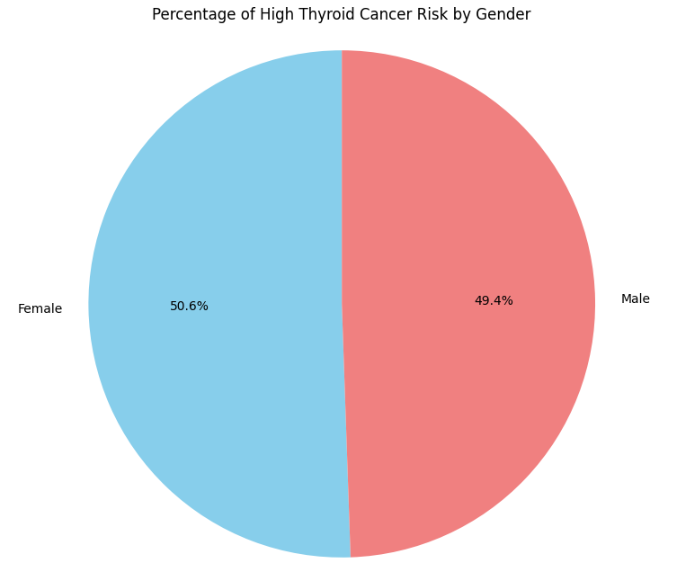 Percentage of High Thyroid Cancer Risk by Gender
50.6%
49.4%
Female
Male